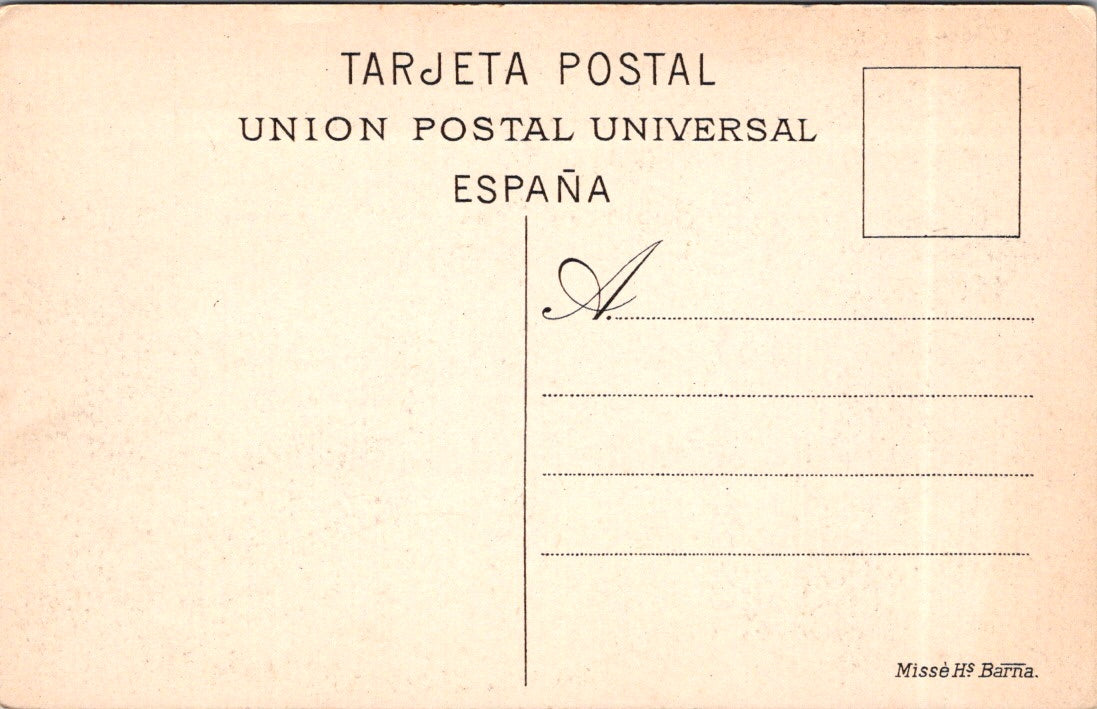 TARJETA POSTAL
UNION POSTAL UNIVERSAL
ESPAÑA
A.
Missè Hs. Barna.